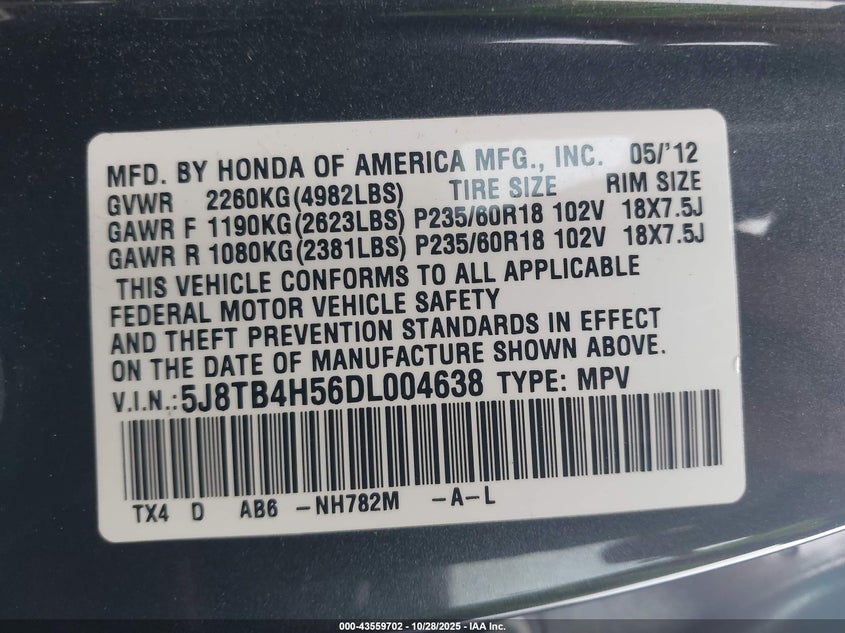 MFD. BY HONDA OF AMERICA MFG., INC. 05/'12
GVWR 2260KG(4982LBS) TIRE SIZE RIM SIZE
GAWR F 1190KG(2623LBS) P235/60R18 102V 18X7.5J
GAWR R 1080KG(2381LBS) P235/60R18 102V 18X7.5J
THIS VEHICLE CONFORMS TO ALL APPLICABLE
FEDERAL MOTOR VEHICLE SAFETY
AND THEFT PREVENTION STANDARDS IN EFFECT
ON THE DATE OF MANUFACTURE SHOWN ABOVE.
V.I.N.:5J8TB4H56DL004638 TYPE: MPV
TX4 D AB6 -NH782M -A-L
000-43559702 - 10/28/2025 - IAA Inc.